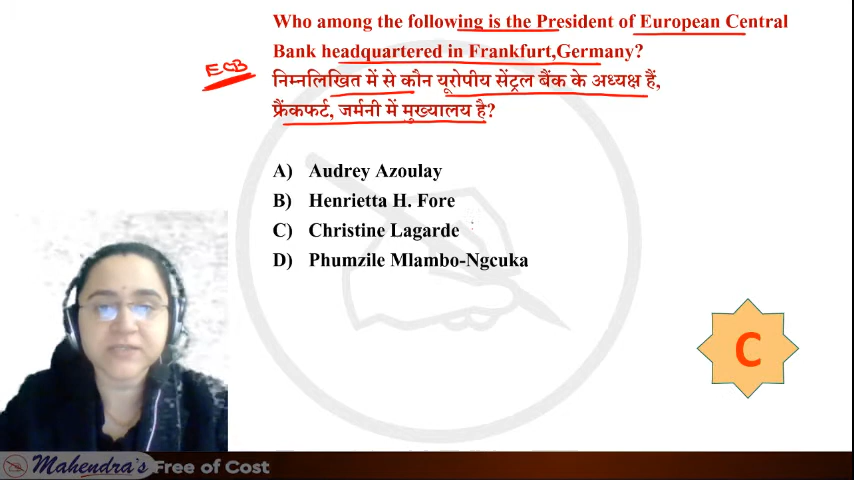 Who among the following is the President of European Central
Bank headquartered in Frankfurt,Germany?
ECB
निम्नलिखित में से कौन यूरोपीय सेंट्रल बैंक के अध्यक्ष हैं,
फ्रैंकफर्ट, जर्मनी में मुख्यालय है?
A) Audrey Azoulay
B) Henrietta H. Fore
C) Christine Lagarde
D) Phumzile Mlambo-Ngcuka
C
Mahendra's Free of Cost